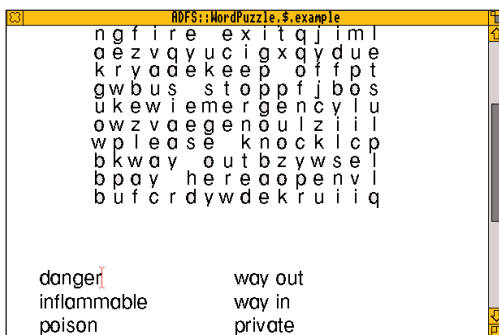 ADFS::WordPuzzle.$.example
n g f i r e   e x i t q j i m l
a e z v q y u c i g x q y d u e
k r y a a e k e e p   o f f p t
g w b u s   s t o p p f j b o s
u k e w i e m e r g e n c y l u
o w z v a e g e n o u l z i i l
w p l e a s e   k n o c k l c p
b k w a y   o u t b z y w s e l
b p a y   h e r e a o p e n v l
b u f c r d y w d e k r u i i q
danger way out
inflammable way in
poison private